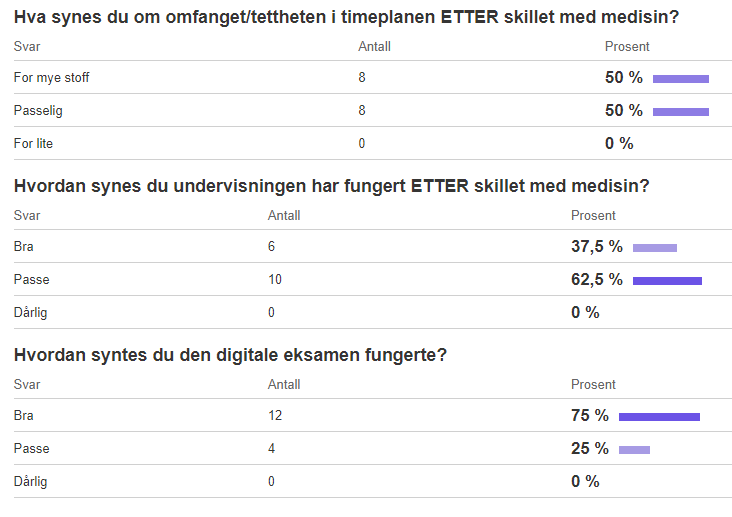 Hva synes du om omfanget/tettheten i timeplanen ETTER skillet med medisin?
Svar Antall Prosent
For mye stoff 8 50 %
Passelig 8 50 %
For lite 0 0 %
Hvordan synes du undervisningen har fungert ETTER skillet med medisin?
Svar Antall Prosent
Bra 6 37,5 %
Passe 10 62,5 %
Dårlig 0 0 %
Hvordan syntes du den digitale eksamen fungerte?
Svar Antall Prosent
Bra 12 75 %
Passe 4 25 %
Dårlig 0 0 %